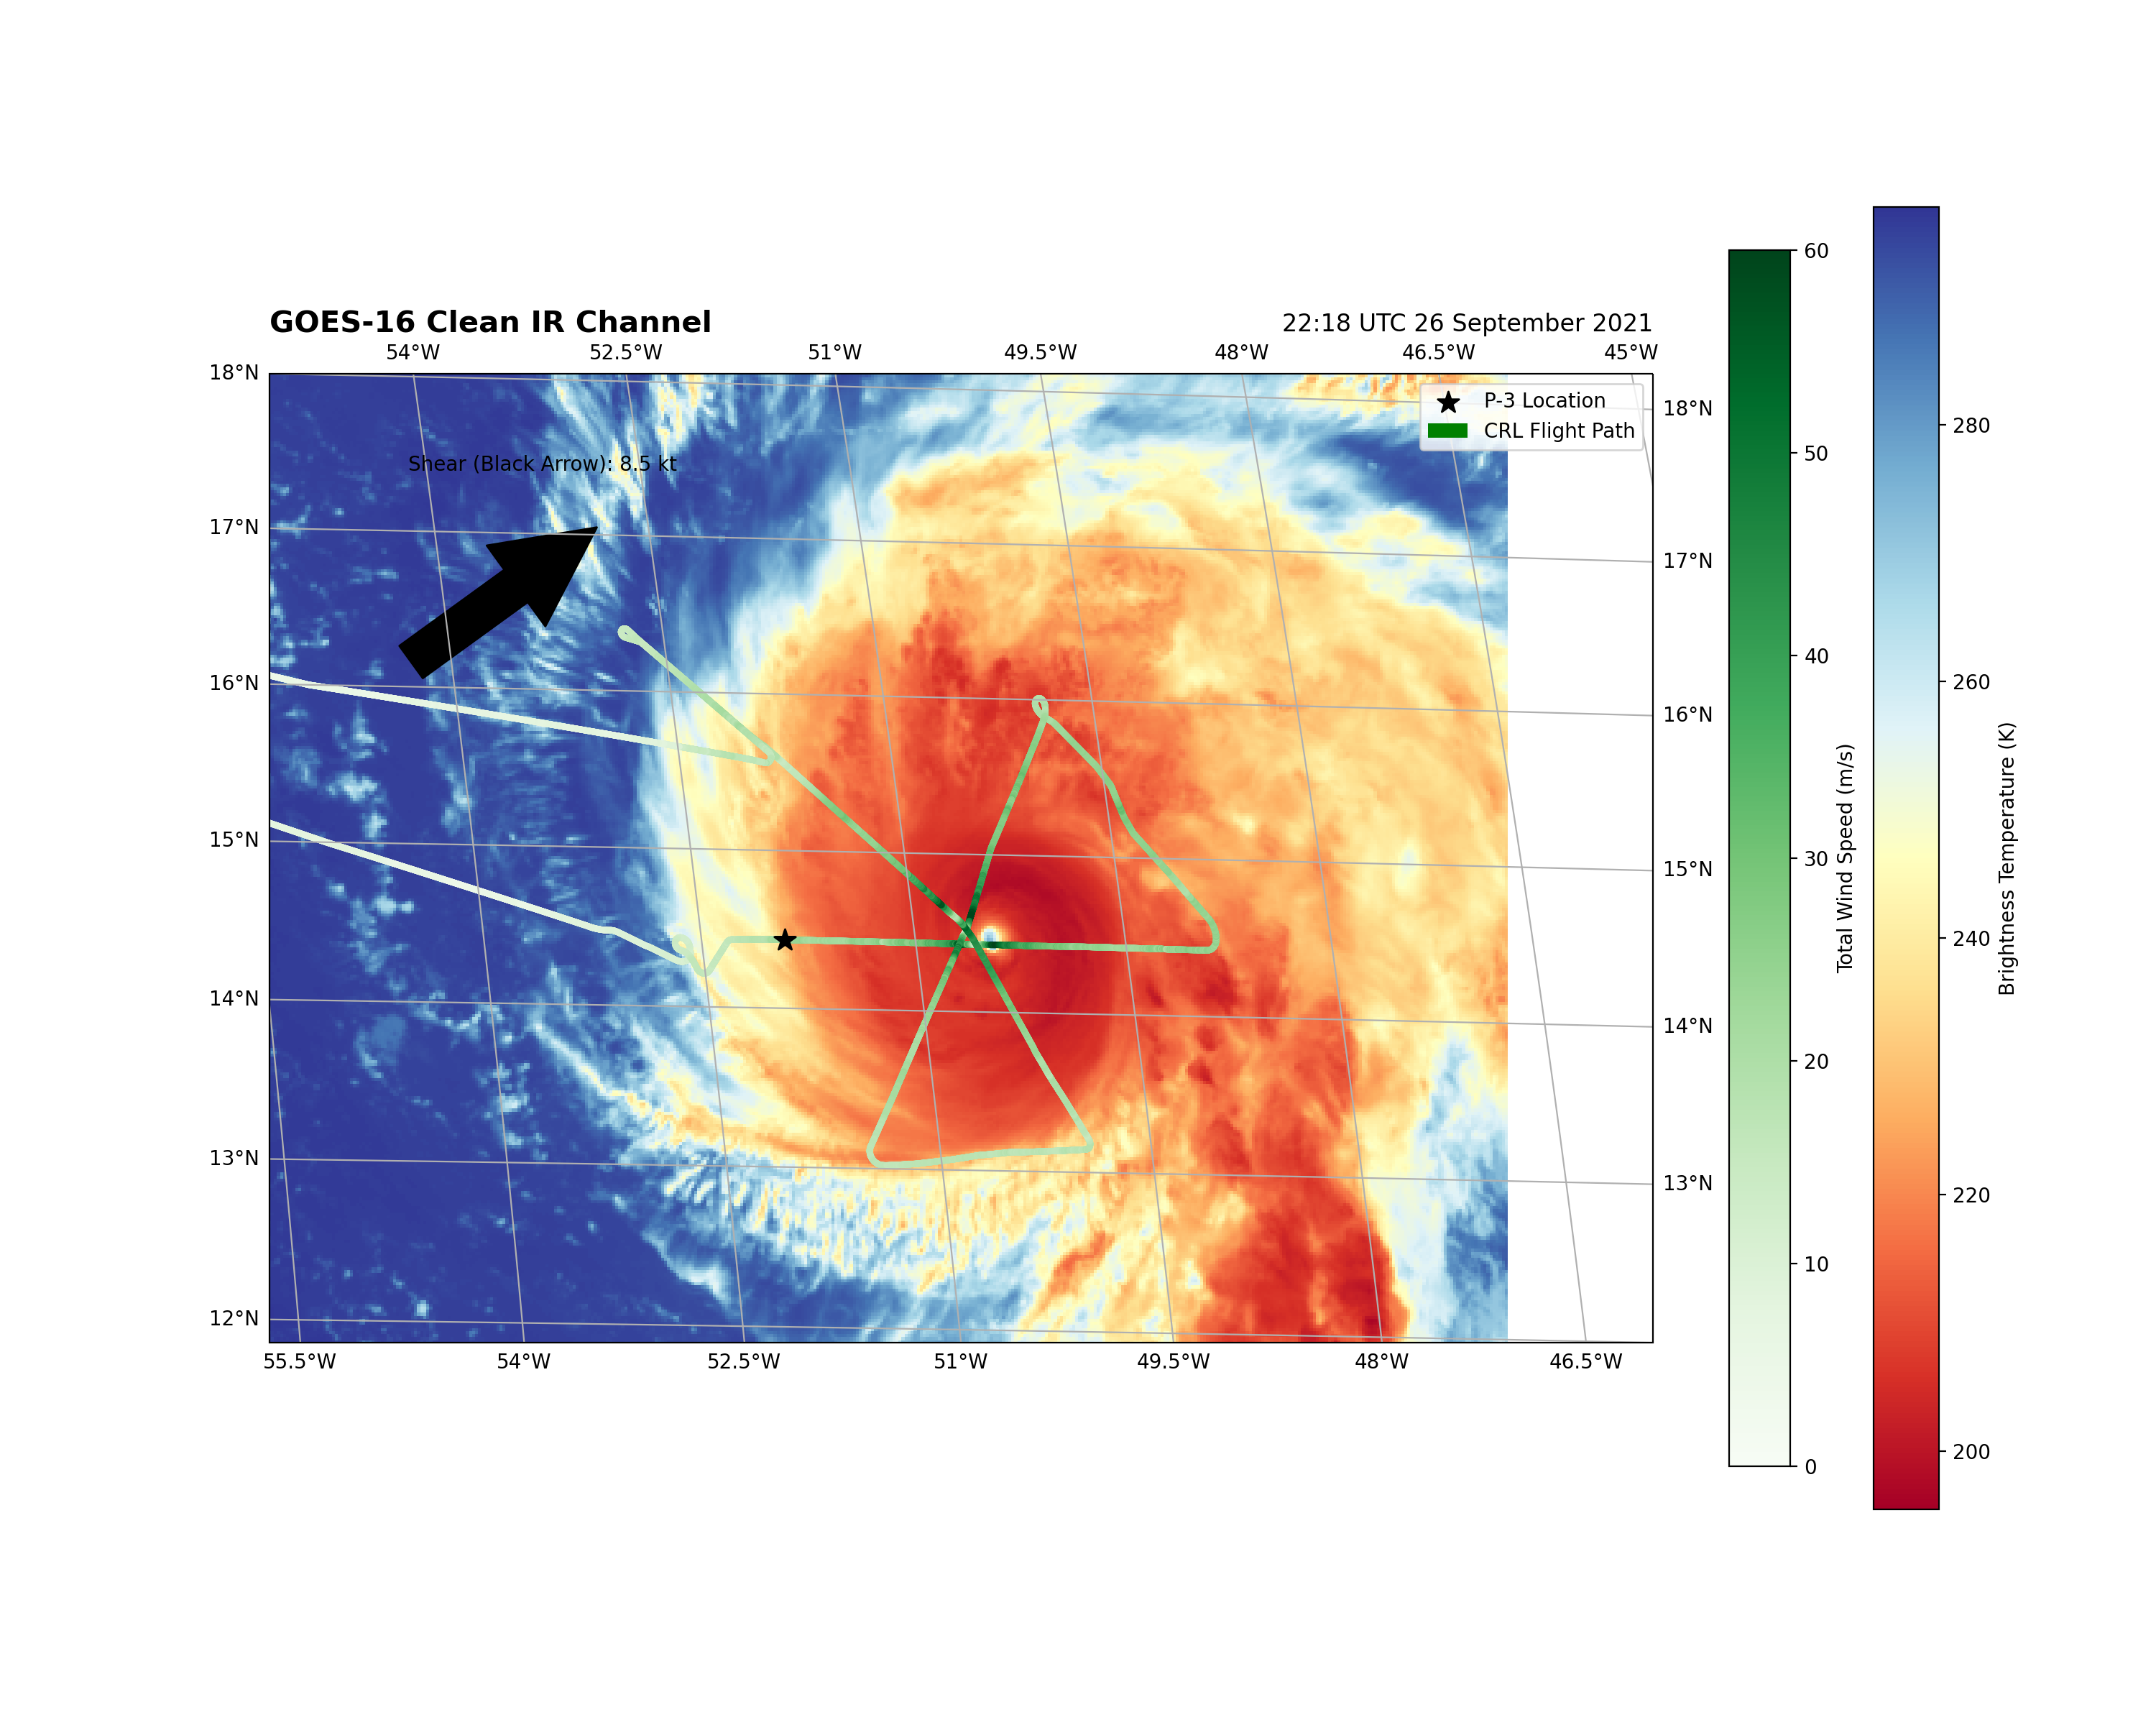 GOES-16 Clean IR Channel
22:18 UTC 26 September 2021
54°W 52.5°W 51°W 49.5°W 48°W 46.5°W 45°W
P-3 Location
CRL Flight Path
Shear (Black Arrow): 8.5 kt
18°N
17°N
16°N
15°N
14°N
13°N
12°N
18°N
17°N
16°N
15°N
14°N
13°N
55.5°W 54°W 52.5°W 51°W 49.5°W 48°W 46.5°W
60
50
40
30
20
10
0
Total Wind Speed (m/s)
280
260
240
220
200
Brightness Temperature (K)